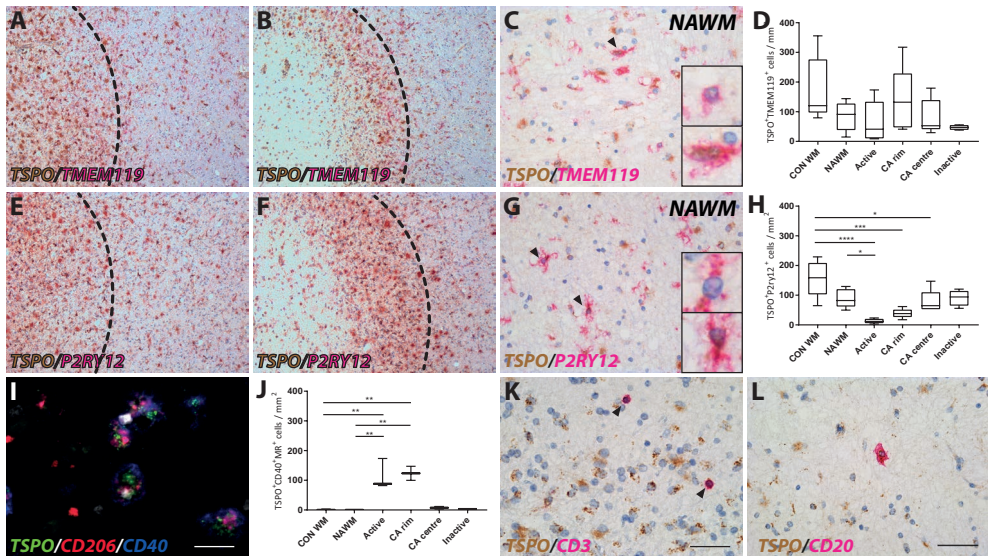 A
TSPO/TMEM119
B
TSPO/TMEM119
C
NAWM
TSPO/TMEM119
D
TSPO⁺TMEM119⁺ cells / mm²
400
300
200
100
0
CON WM
NAWM
Active
CA rim
CA centre
Inactive
E
TSPO/P2RY12
F
TSPO/P2RY12
G
NAWM
TSPO/P2RY12
H
TSPO⁺P2ry12⁺ cells / mm²
400
300
200
100
0
*
***
****
*
CON WM
NAWM
Active
CA rim
CA centre
Inactive
I
TSPO/CD206/CD40
J
TSPO⁺CD40⁺MR⁺ cells / mm²
400
300
200
100
0
**
**
**
**
CON WM
NAWM
Active
CA rim
CA centre
Inactive
K
TSPO/CD3
L
TSPO/CD20